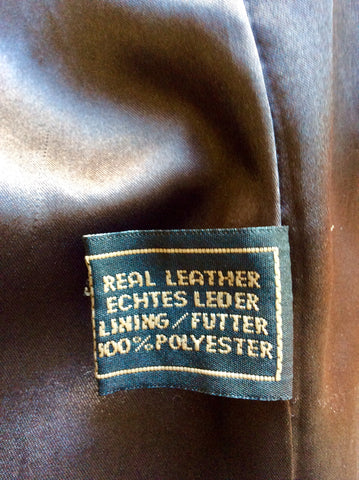 REAL LEATHER
ECHTES LEDER
LINING/FUTTER
100% POLYESTER